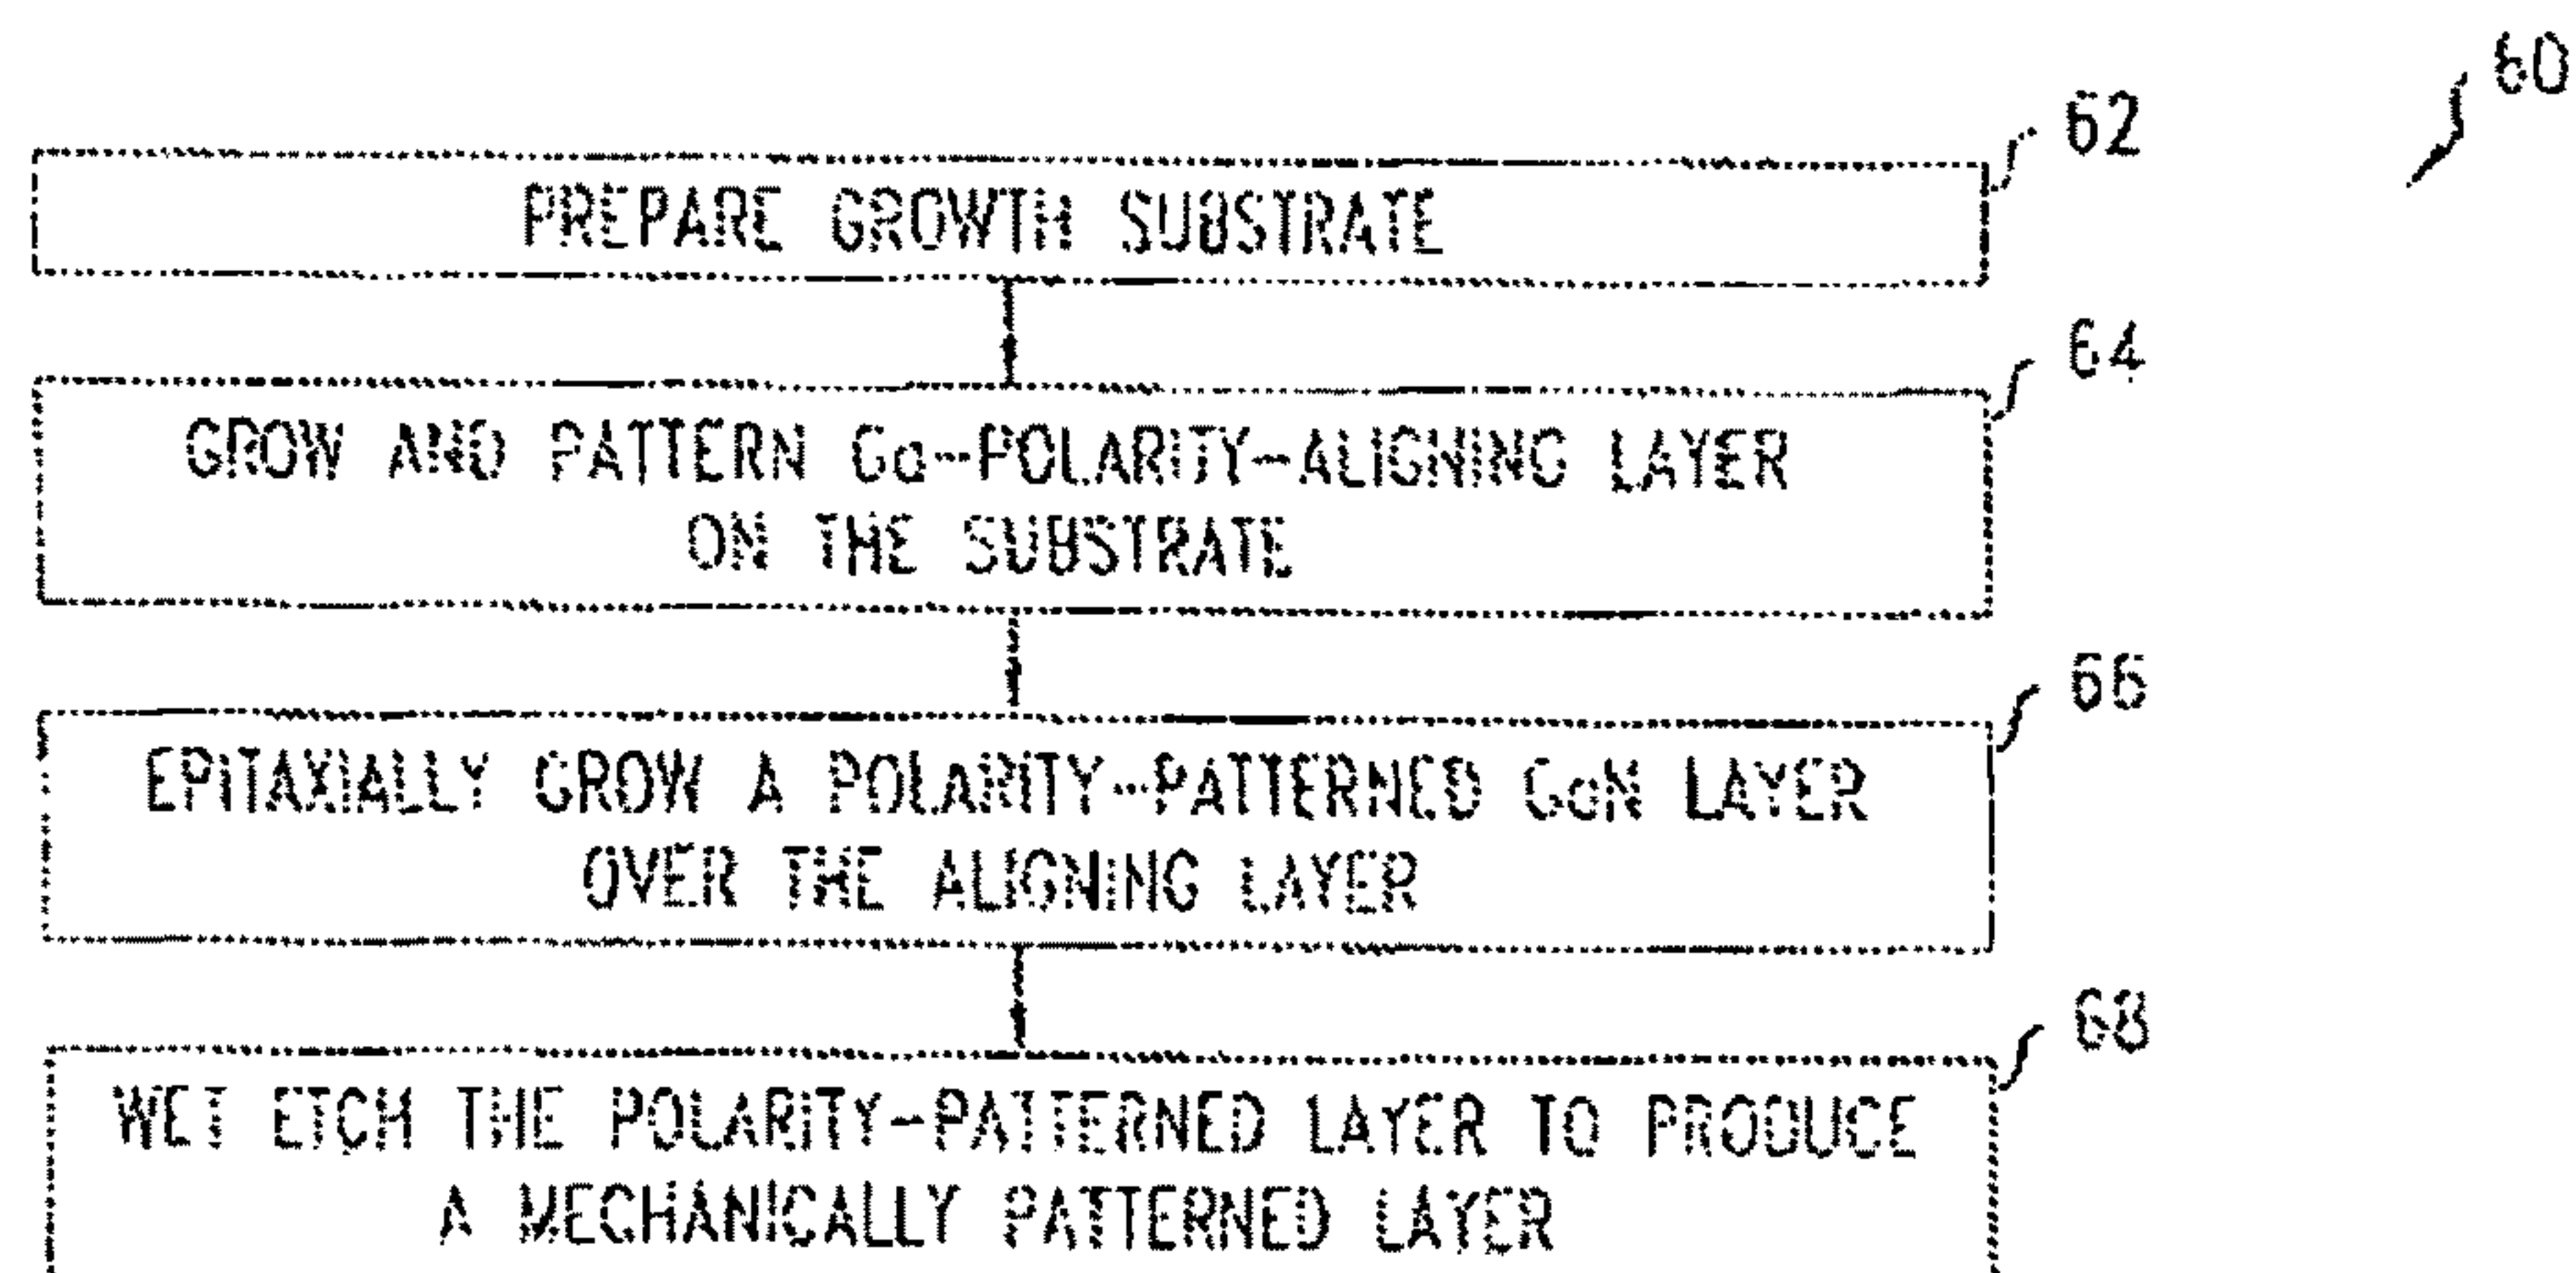 60
62
PREPARE GROWTH SUBSTRATE
64
GROW AND PATTERN Ga-POLARITY-ALIGNING LAYER
ON THE SUBSTRATE
66
EPITAXIALLY GROW A POLARITY-PATTERNED GaN LAYER
OVER THE ALIGNING LAYER
68
WET ETCH THE POLARITY-PATTERNED LAYER TO PRODUCE
A MECHANICALLY PATTERNED LAYER